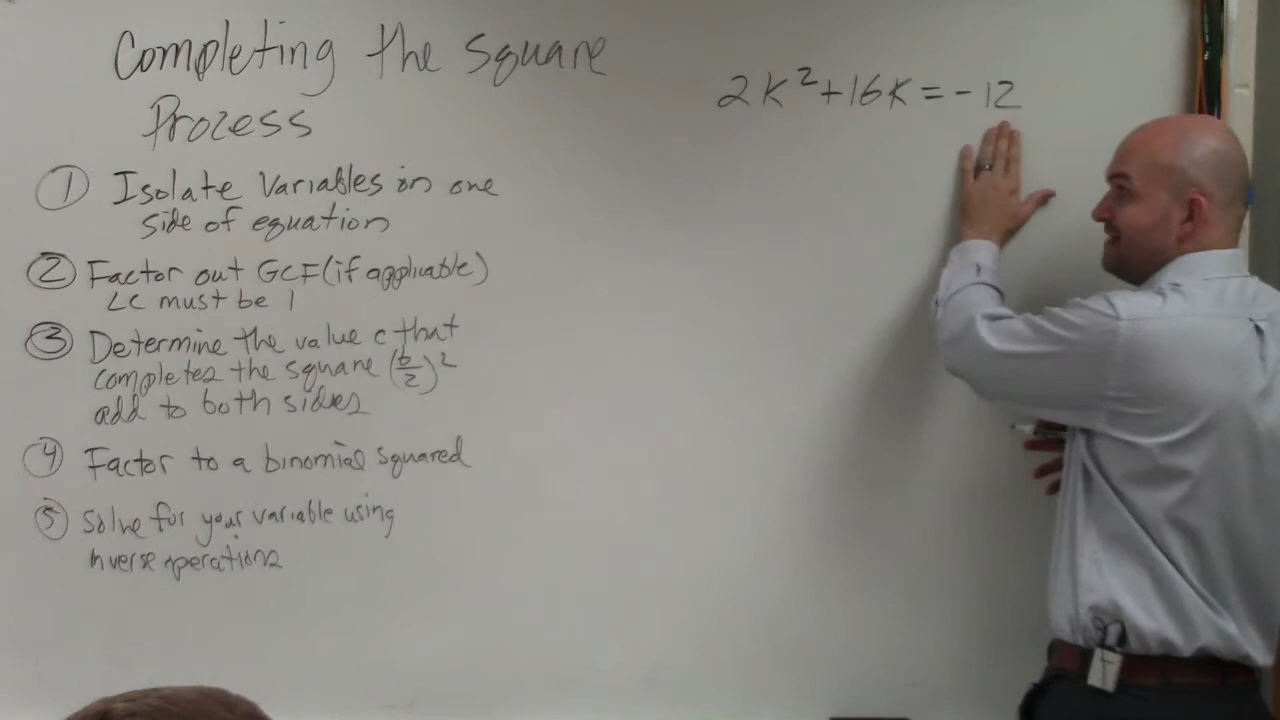 Completing the Square
Process
① Isolate Variables on one
side of equation
② Factor out GCF (if applicable)
LC must be 1
③ Determine the value c that
completes the square (b/2)²
add to both sides
④ Factor to a binomial squared
⑤ Solve for your variable using
inverse operations
2k²+16k=-12